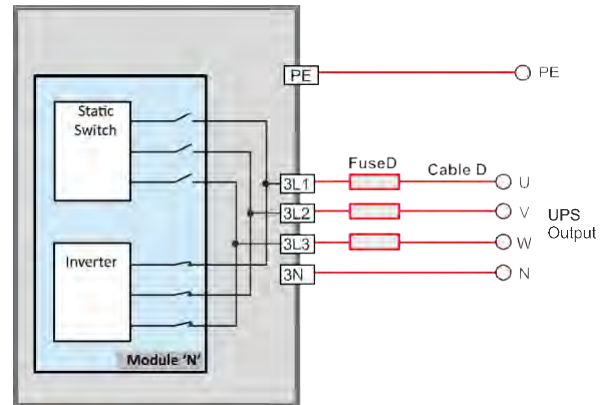 PE
PE
Static
Switch
FuseD
Cable D
3L1
U
3L2
V
UPS
Output
3L3
W
Inverter
3N
N
Module 'N'